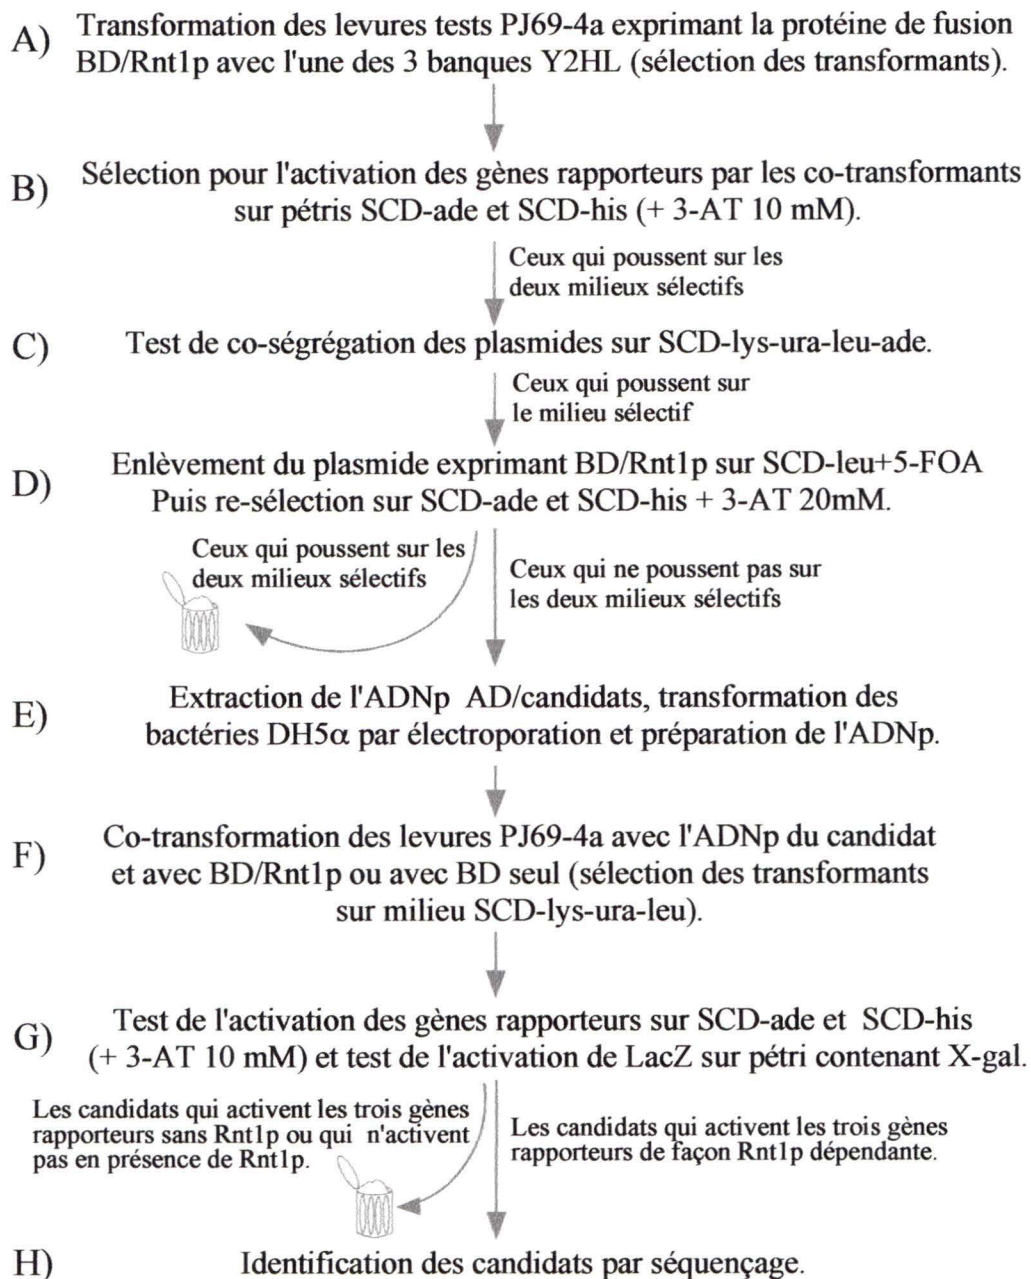 A) Transformation des levures tests PJ69-4a exprimant la protéine de fusion
BD/Rnt1p avec l'une des 3 banques Y2HL (sélection des transformants).
B) Sélection pour l'activation des gènes rapporteurs par les co-transformants
sur pétris SCD-ade et SCD-his (+ 3-AT 10 mM).
Ceux qui poussent sur les
deux milieux sélectifs
C) Test de co-ségrégation des plasmides sur SCD-lys-ura-leu-ade.
Ceux qui poussent sur
le milieu sélectif
D) Enlèvement du plasmide exprimant BD/Rnt1p sur SCD-leu+5-FOA
Puis re-sélection sur SCD-ade et SCD-his + 3-AT 20mM.
Ceux qui poussent sur les
deux milieux sélectifs
Ceux qui ne poussent pas sur
les deux milieux sélectifs
E) Extraction de l'ADNp AD/candidats, transformation des
bactéries DH5α par électroporation et préparation de l'ADNp.
F) Co-transformation des levures PJ69-4a avec l'ADNp du candidat
et avec BD/Rnt1p ou avec BD seul (sélection des transformants
sur milieu SCD-lys-ura-leu).
G) Test de l'activation des gènes rapporteurs sur SCD-ade et SCD-his
(+ 3-AT 10 mM) et test de l'activation de LacZ sur pétri contenant X-gal.
Les candidats qui activent les trois gènes
rapporteurs sans Rnt1p ou qui n'activent
pas en présence de Rnt1p.
Les candidats qui activent les trois gènes
rapporteurs de façon Rnt1p dépendante.
H) Identification des candidats par séquençage.